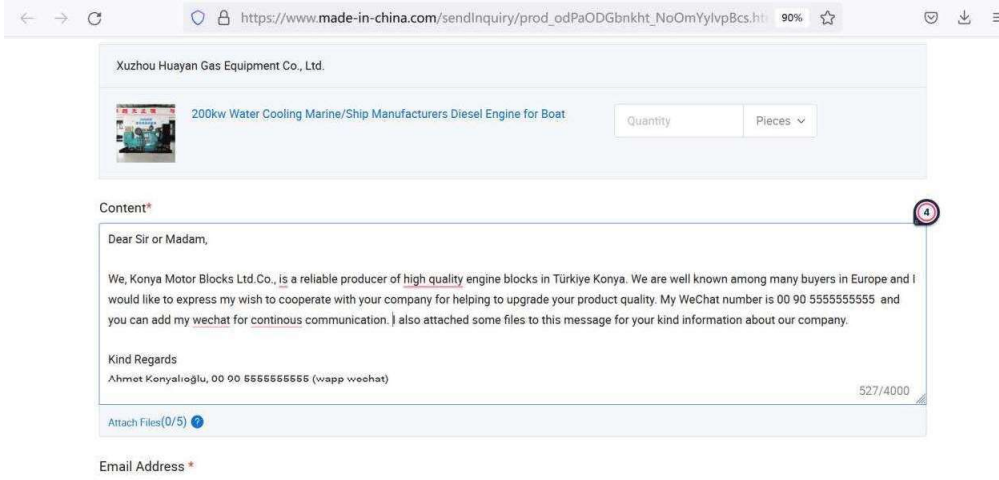 https://www.made-in-china.com/sendInquiry/prod_odPaODGbnkht_NoOmYyIvpBcs.ht
90%
Xuzhou Huayan Gas Equipment Co., Ltd.
200kw Water Cooling Marine/Ship Manufacturers Diesel Engine for Boat
Quantity
Pieces
Content*
4
Dear Sir or Madam,
We, Konya Motor Blocks Ltd.Co., is a reliable producer of high quality engine blocks in Türkiye Konya. We are well known among many buyers in Europe and I
would like to express my wish to cooperate with your company for helping to upgrade your product quality. My WeChat number is 00 90 5555555555 and
you can add my wechat for continous communication. I also attached some files to this message for your kind information about our company.
Kind Regards
Ahmet Konyalıoğlu, 00 90 5555555555 (wapp wechat)
527/4000
Attach Files(0/5) ?
Email Address *